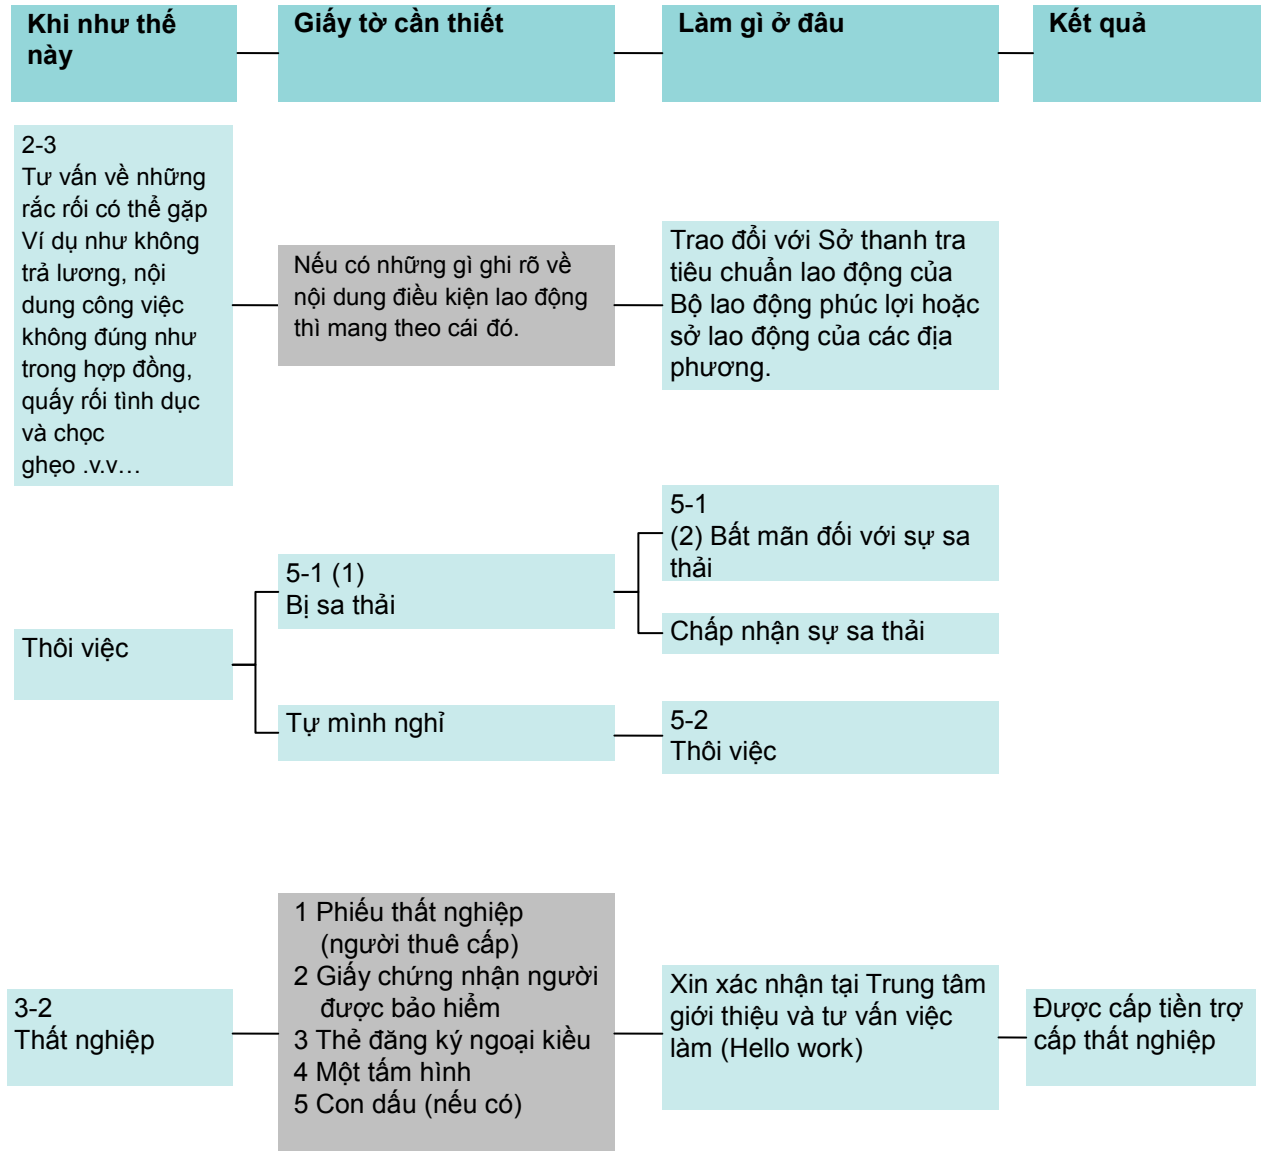 Khi như thế
này
Giấy tờ cần thiết
Làm gì ở đâu
Kết quả
2-3
Tư vấn về những
rắc rối có thể gặp
Ví dụ như không
trả lương, nội
dung công việc
không đúng như
trong hợp đồng,
quấy rối tình dục
và chọc
ghẹo .v.v…
Nếu có những gì ghi rõ về
nội dung điều kiện lao động
thì mang theo cái đó.
Trao đổi với Sở thanh tra
tiêu chuẩn lao động của
Bộ lao động phúc lợi hoặc
sở lao động của các địa
phương.
Thôi việc
5-1 (1)
Bị sa thải
5-1
(2) Bất mãn đối với sự sa
thải
Chấp nhận sự sa thải
Tự mình nghỉ
5-2
Thôi việc
3-2
Thất nghiệp
1 Phiếu thất nghiệp
(người thuê cấp)
2 Giấy chứng nhận người
được bảo hiểm
3 Thẻ đăng ký ngoại kiều
4 Một tấm hình
5 Con dấu (nếu có)
Xin xác nhận tại Trung tâm
giới thiệu và tư vấn việc
làm (Hello work)
Được cấp tiền trợ
cấp thất nghiệp